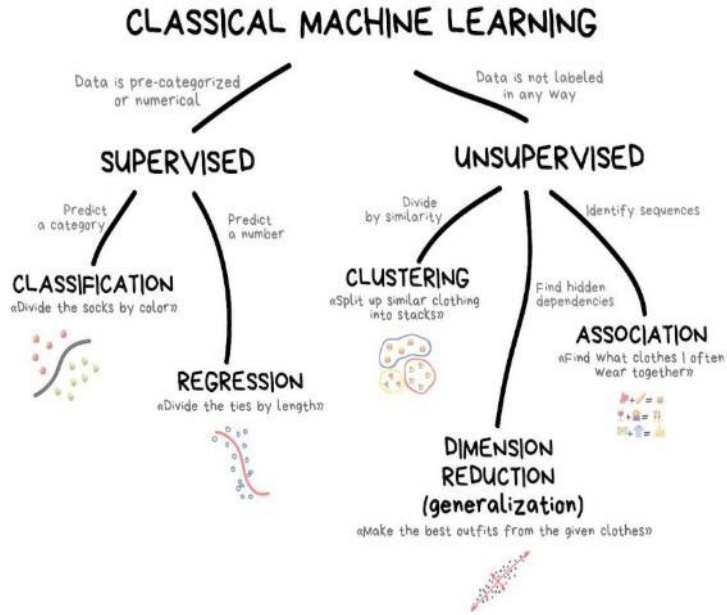 CLASSICAL MACHINE LEARNING
Data is pre-categorized
or numerical
Data is not labeled
in any way
SUPERVISED
UNSUPERVISED
Predict
a category
Predict
a number
Divide
by similarity
Identify sequences
CLASSIFICATION
«Divide the socks by color»
CLUSTERING
«Split up similar clothing
into stacks»
Find hidden
dependencies
ASSOCIATION
«Find what clothes I often
wear together»
REGRESSION
«Divide the ties by length»
DIMENSION
REDUCTION
(generalization)
«Make the best outfits from the given clothes»